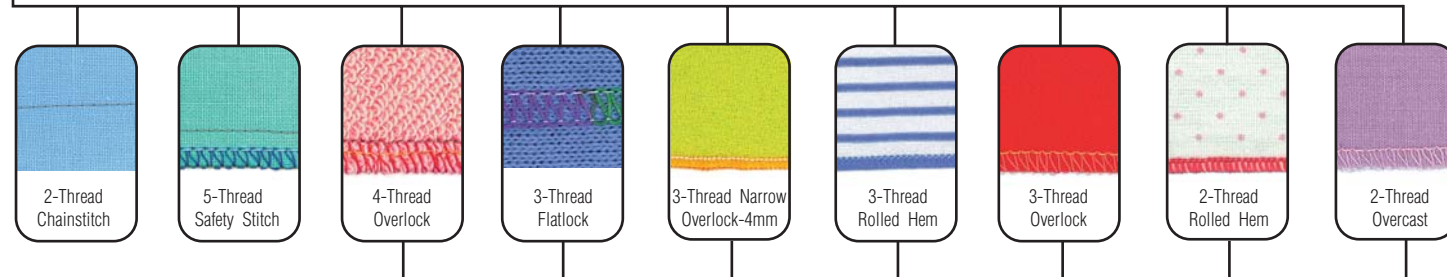 2-Thread
Chainstitch
5-Thread
Safety Stitch
4-Thread
Overlock
3-Thread
Flatlock
3-Thread Narrow
Overlock-4mm
3-Thread
Rolled Hem
3-Thread
Overlock
2-Thread
Rolled Hem
2-Thread
Overcast